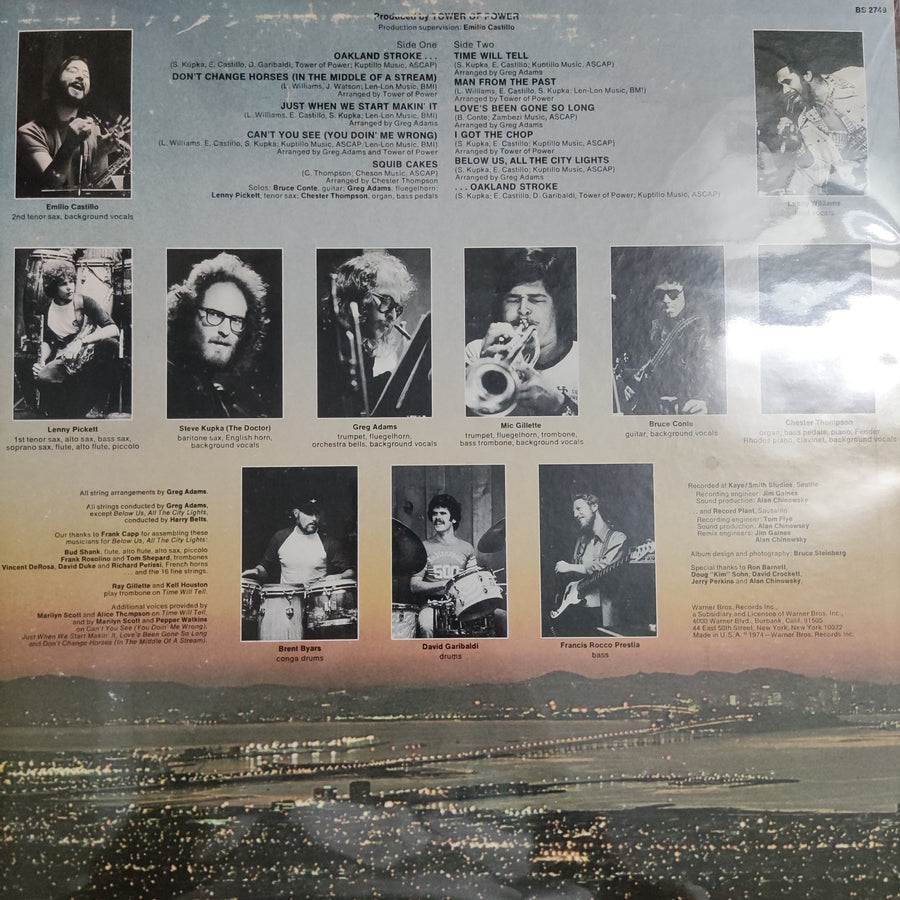 Produced by TOWER OF POWER
Production supervision: Emilio Castillo
BS 2749
Side One
OAKLAND STROKE . . .
(S. Kupka, E. Castillo, D. Garibaldi, Tower of Power; Kuptillo Music, ASCAP)
DON'T CHANGE HORSES (IN THE MIDDLE OF A STREAM)
(L. Williams, J. Watson; Len-Lon Music, BMI)
Arranged by Tower of Power
JUST WHEN WE START MAKIN' IT
(L. Williams, E. Castillo, S. Kupka; Len-Lon Music, BMI)
Arranged by Greg Adams
CAN'T YOU SEE (YOU DOIN' ME WRONG)
(L. Williams, E. Castillo, S. Kupka; Kuptillo Music, ASCAP; Len-Lon Music, BMI)
Arranged by Greg Adams and Tower of Power
SQUIB CAKES
(C. Thompson; Cheson Music, ASCAP)
Arranged by Chester Thompson
Solos: Bruce Conte, guitar; Greg Adams, fluegelhorn;
Lenny Pickett, tenor sax; Chester Thompson, organ, bass pedals
Side Two
TIME WILL TELL
(S. Kupka, E. Castillo; Kuptillo Music, ASCAP)
Arranged by Greg Adams
MAN FROM THE PAST
(L. Williams, E. Castillo, S. Kupka; Len-Lon Music, BMI)
Arranged by Tower of Power
LOVE'S BEEN GONE SO LONG
(B. Conte; Zambezi Music, ASCAP)
Arranged by Greg Adams
I GOT THE CHOP
(S. Kupka, E. Castillo; Kuptillo Music, ASCAP)
Arranged by Tower of Power
BELOW US, ALL THE CITY LIGHTS
(S. Kupka, E. Castillo; Kuptillo Music, ASCAP)
Arranged by Greg Adams
. . . OAKLAND STROKE
(S. Kupka, E. Castillo, D. Garibaldi, Tower of Power; Kuptillo Music, ASCAP)
Emilio Castillo
2nd tenor sax, background vocals
Lenny Williams
lead vocals
Lenny Pickett
1st tenor sax, alto sax, bass sax,
soprano sax, flute, alto flute, piccolo
Steve Kupka (The Doctor)
baritone sax, English horn,
background vocals
Greg Adams
trumpet, fluegelhorn,
orchestra bells, background vocals
Mic Gillette
trumpet, fluegelhorn, trombone,
bass trombone, background vocals
Bruce Conte
guitar, background vocals
Chester Thompson
organ, bass pedals, piano, Fender
Rhodes piano, clavinet, background vocals
500
All string arrangements by Greg Adams.
All strings conducted by Greg Adams,
except Below Us, All The City Lights,
conducted by Harry Betts.
Our thanks to Frank Capp for assembling these
musicians for Below Us, All The City Lights:
Bud Shank, flute, alto flute, alto sax, piccolo
Frank Rosolino and Tom Shepard, trombones
Vincent DeRosa, David Duke and Richard Perissi, French horns
. . . and the 16 fine strings.
Ray Gillette and Kell Houston
play trombone on Time Will Tell.
Additional voices provided by
Marilyn Scott and Alice Thompson on Time Will Tell,
and by Marilyn Scott and Pepper Watkins
on Can't You See (You Doin' Me Wrong),
Just When We Start Makin' It, Love's Been Gone So Long
and Don't Change Horses (In The Middle Of A Stream).
Brent Byars
conga drums
David Garibaldi
drums
Francis Rocco Prestia
bass
Recorded at Kaye/Smith Studios, Seattle
Recording engineer: Jim Gaines
Sound production: Alan Chinowsky
. . . and Record Plant, Sausalito
Recording engineer: Tom Flye
Sound production: Alan Chinowsky
Remix engineers: Jim Gaines
Alan Chinowsky
Album design and photography: Bruce Steinberg
Special thanks to Ron Barnett,
Doug "Kim" Sohn, David Crockett,
Jerry Perkins and Alan Chinowsky.
Warner Bros. Records Inc.,
a Subsidiary and Licensee of Warner Bros. Inc.,
4000 Warner Blvd., Burbank, Calif. 91505
44 East 50th Street, New York, New York 10022
Made in U.S.A. ℗ 1974—Warner Bros. Records Inc.